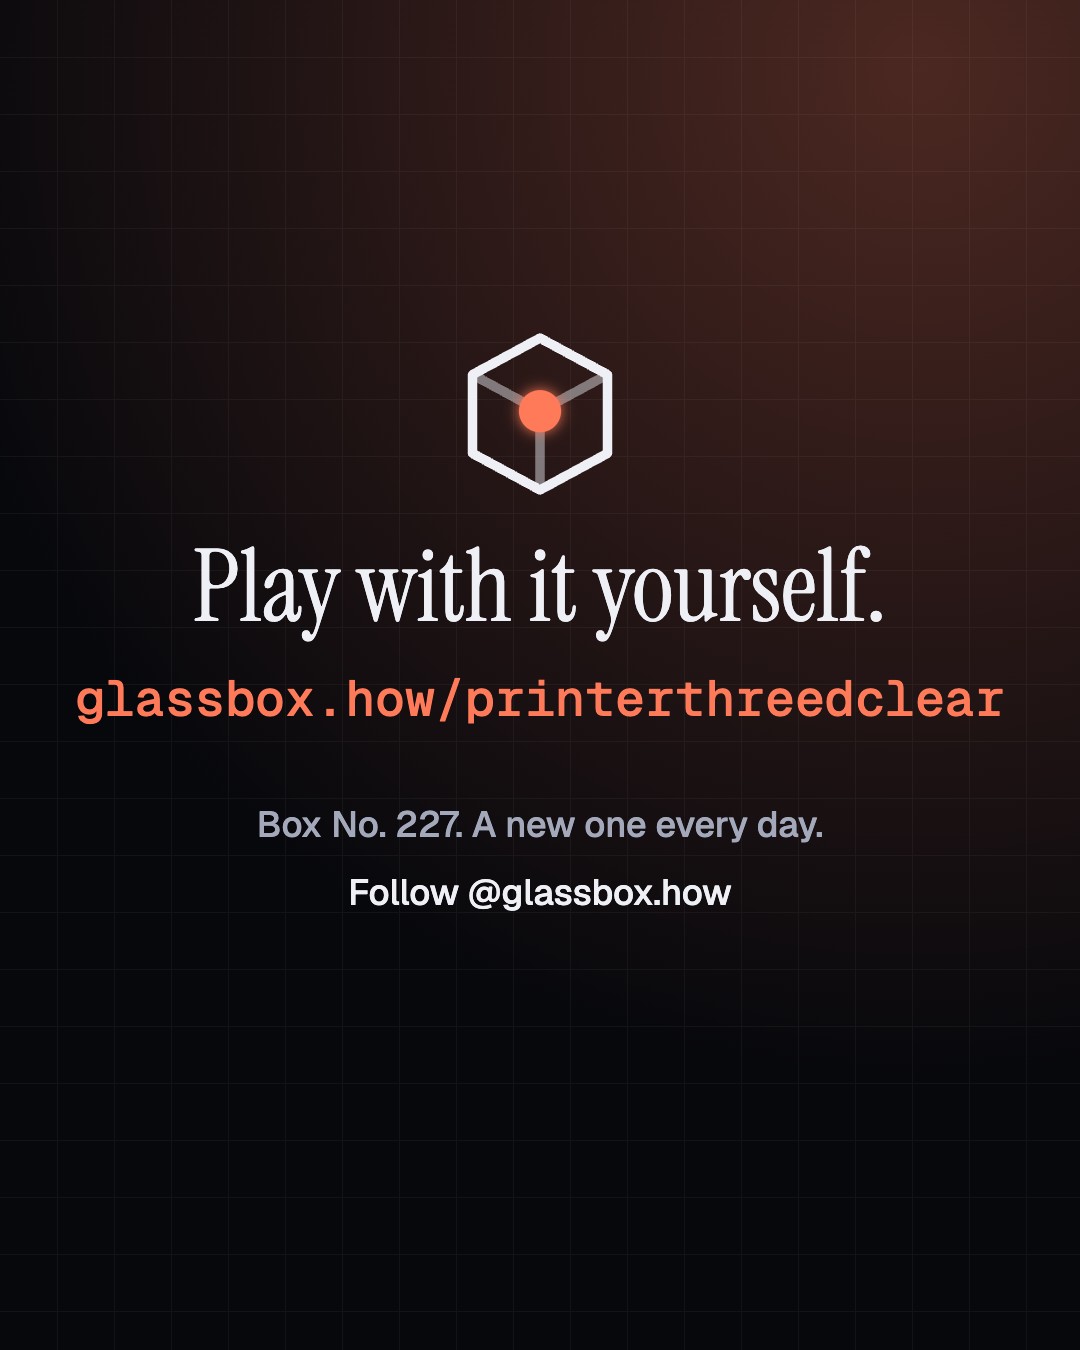 Play with it yourself.
glassbox.how/printerthreedclear
Box No. 227. A new one every day.
Follow @glassbox.how